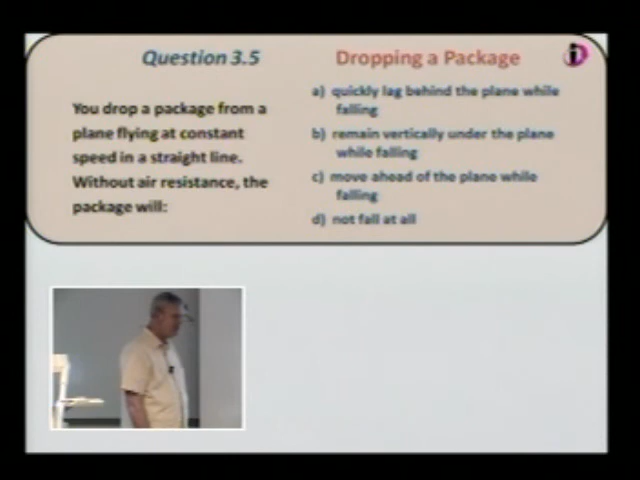 Question 3.5
Dropping a Package
You drop a package from a
plane flying at constant
speed in a straight line.
Without air resistance, the
package will:
a) quickly lag behind the plane while
falling
b) remain vertically under the plane
while falling
c) move ahead of the plane while
falling
d) not fall at all